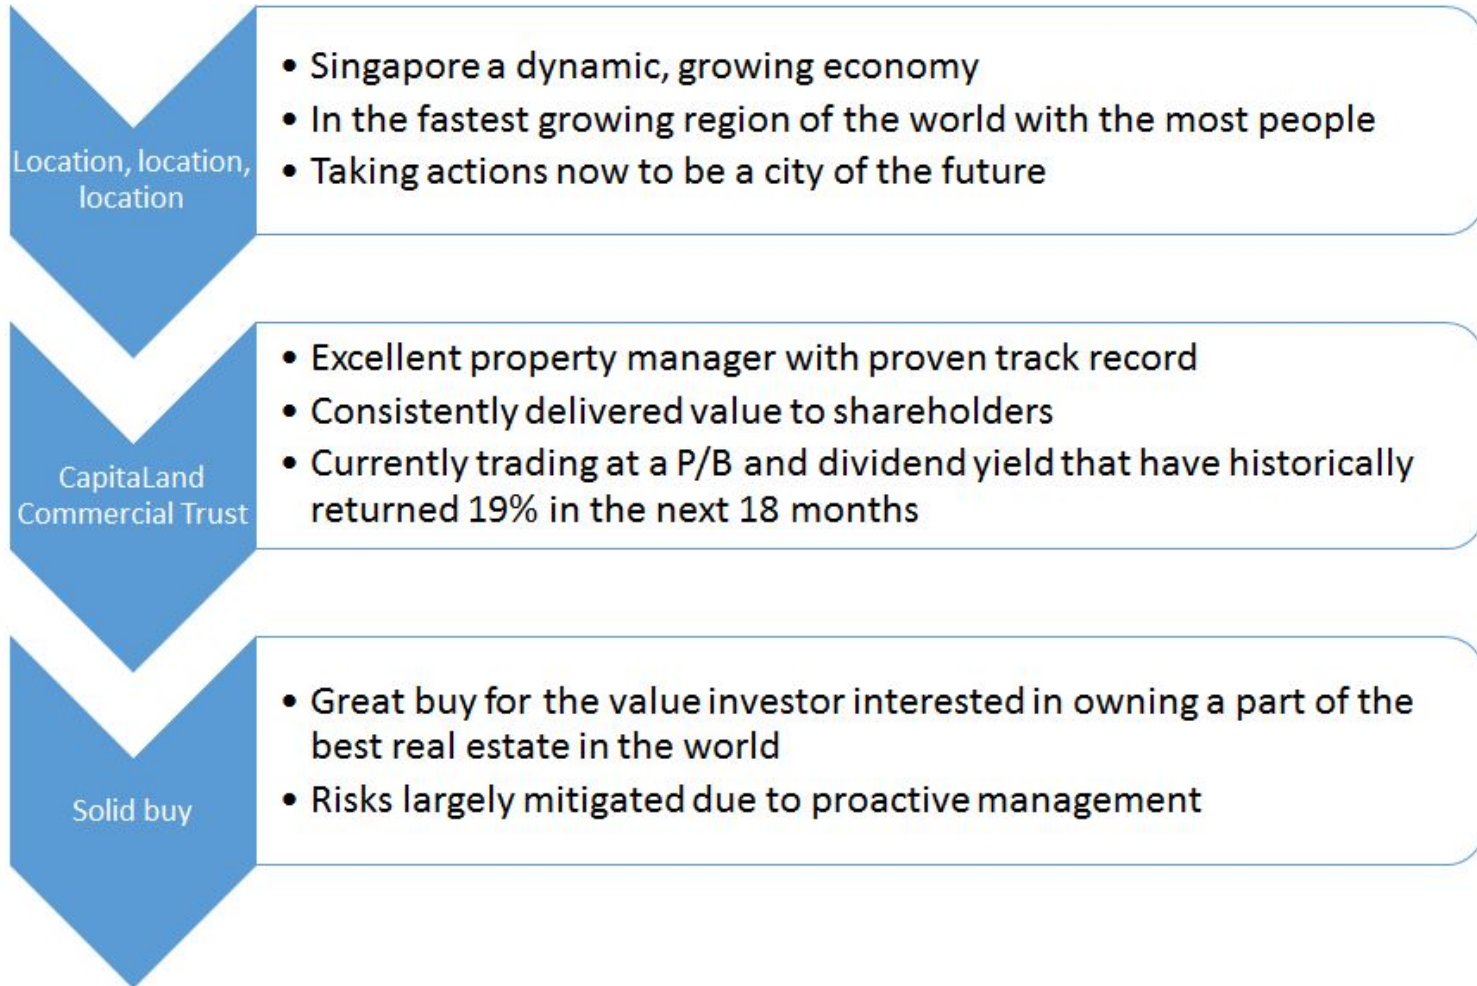 Location, location,
location
• Singapore a dynamic, growing economy
• In the fastest growing region of the world with the most people
• Taking actions now to be a city of the future
CapitaLand
Commercial Trust
• Excellent property manager with proven track record
• Consistently delivered value to shareholders
• Currently trading at a P/B and dividend yield that have historically
returned 19% in the next 18 months
Solid buy
• Great buy for the value investor interested in owning a part of the
best real estate in the world
• Risks largely mitigated due to proactive management